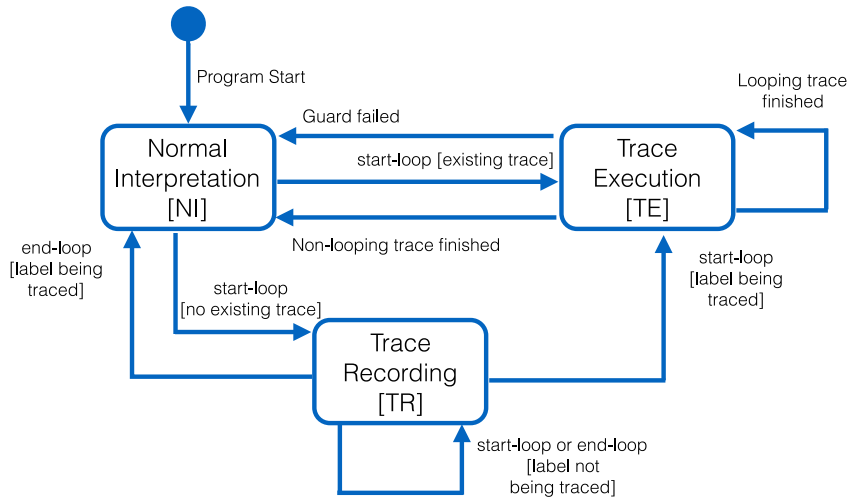 Program Start
Looping trace
finished
Guard failed
Normal
Interpretation
[NI]
start-loop [existing trace]
Trace
Execution
[TE]
Non-looping trace finished
end-loop
[label being
traced]
start-loop
[no existing trace]
start-loop
[label being
traced]
Trace
Recording
[TR]
start-loop or end-loop
[label not
being traced]